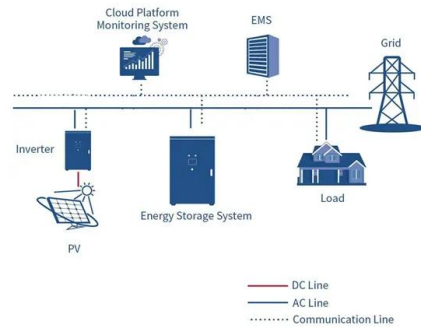 Cloud Platform
Monitoring System
EMS
Grid
Inverter
Energy Storage System
Load
PV
DC Line
AC Line
Communication Line